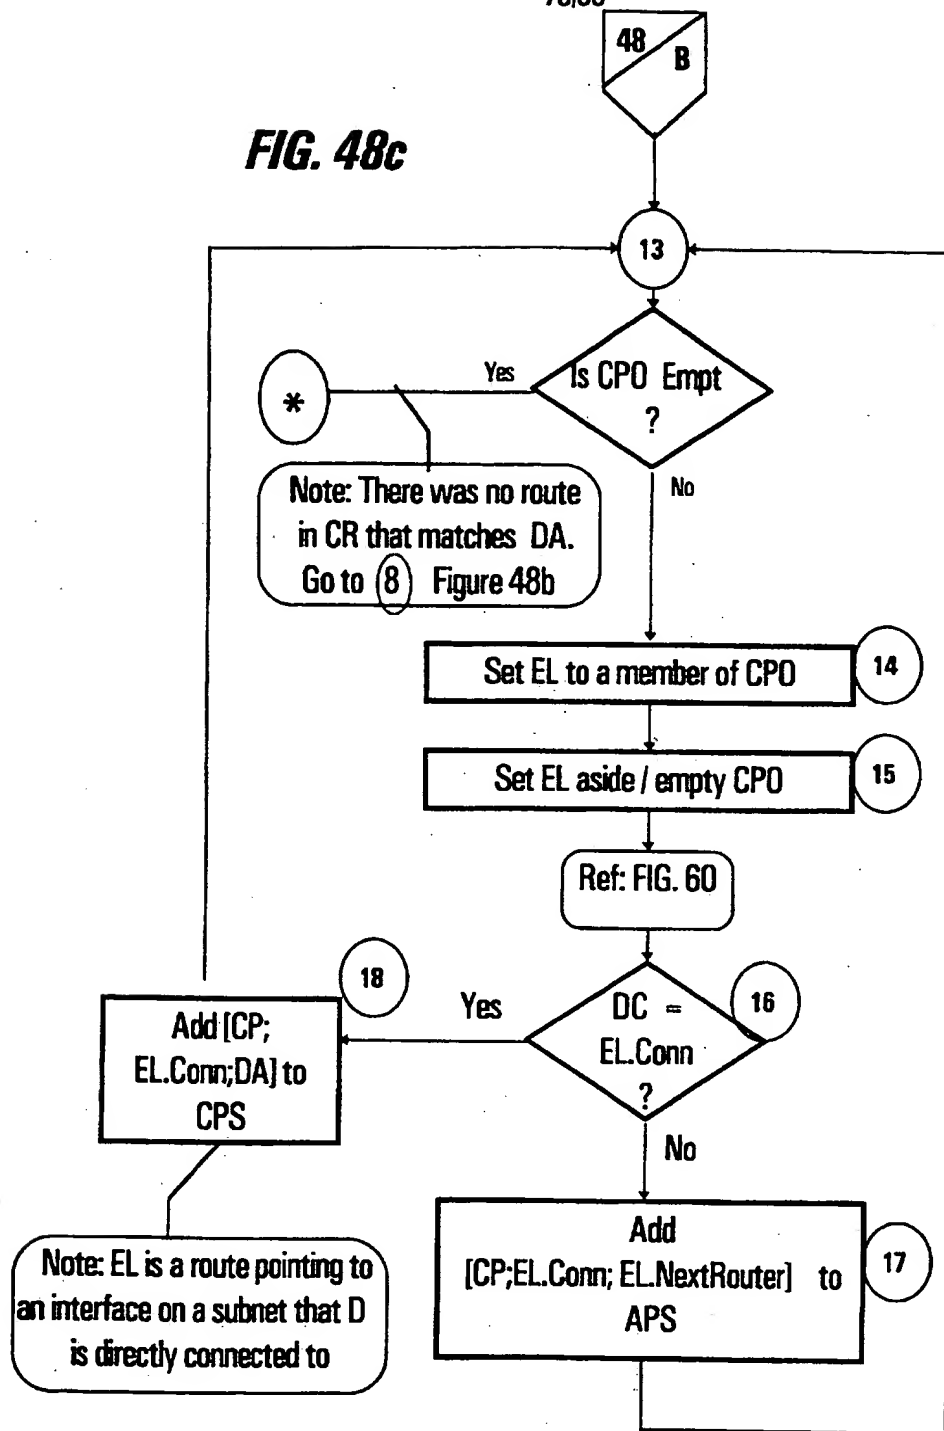 48
B
FIG. 48c
13
Is CPO Empt
?
Yes
*
No
Note: There was no route
in CR that matches DA.
Go to 8 Figure 48b
Set EL to a member of CPO
14
Set EL aside / empty CPO
15
Ref: FIG. 60
DC =
EL.Conn
?
16
Yes
18
Add [CP;
EL.Conn;DA] to
CPS
No
Add
[CP;EL.Conn; EL.NextRouter] to
APS
17
Note: EL is a route pointing to
an interface on a subnet that D
is directly connected to